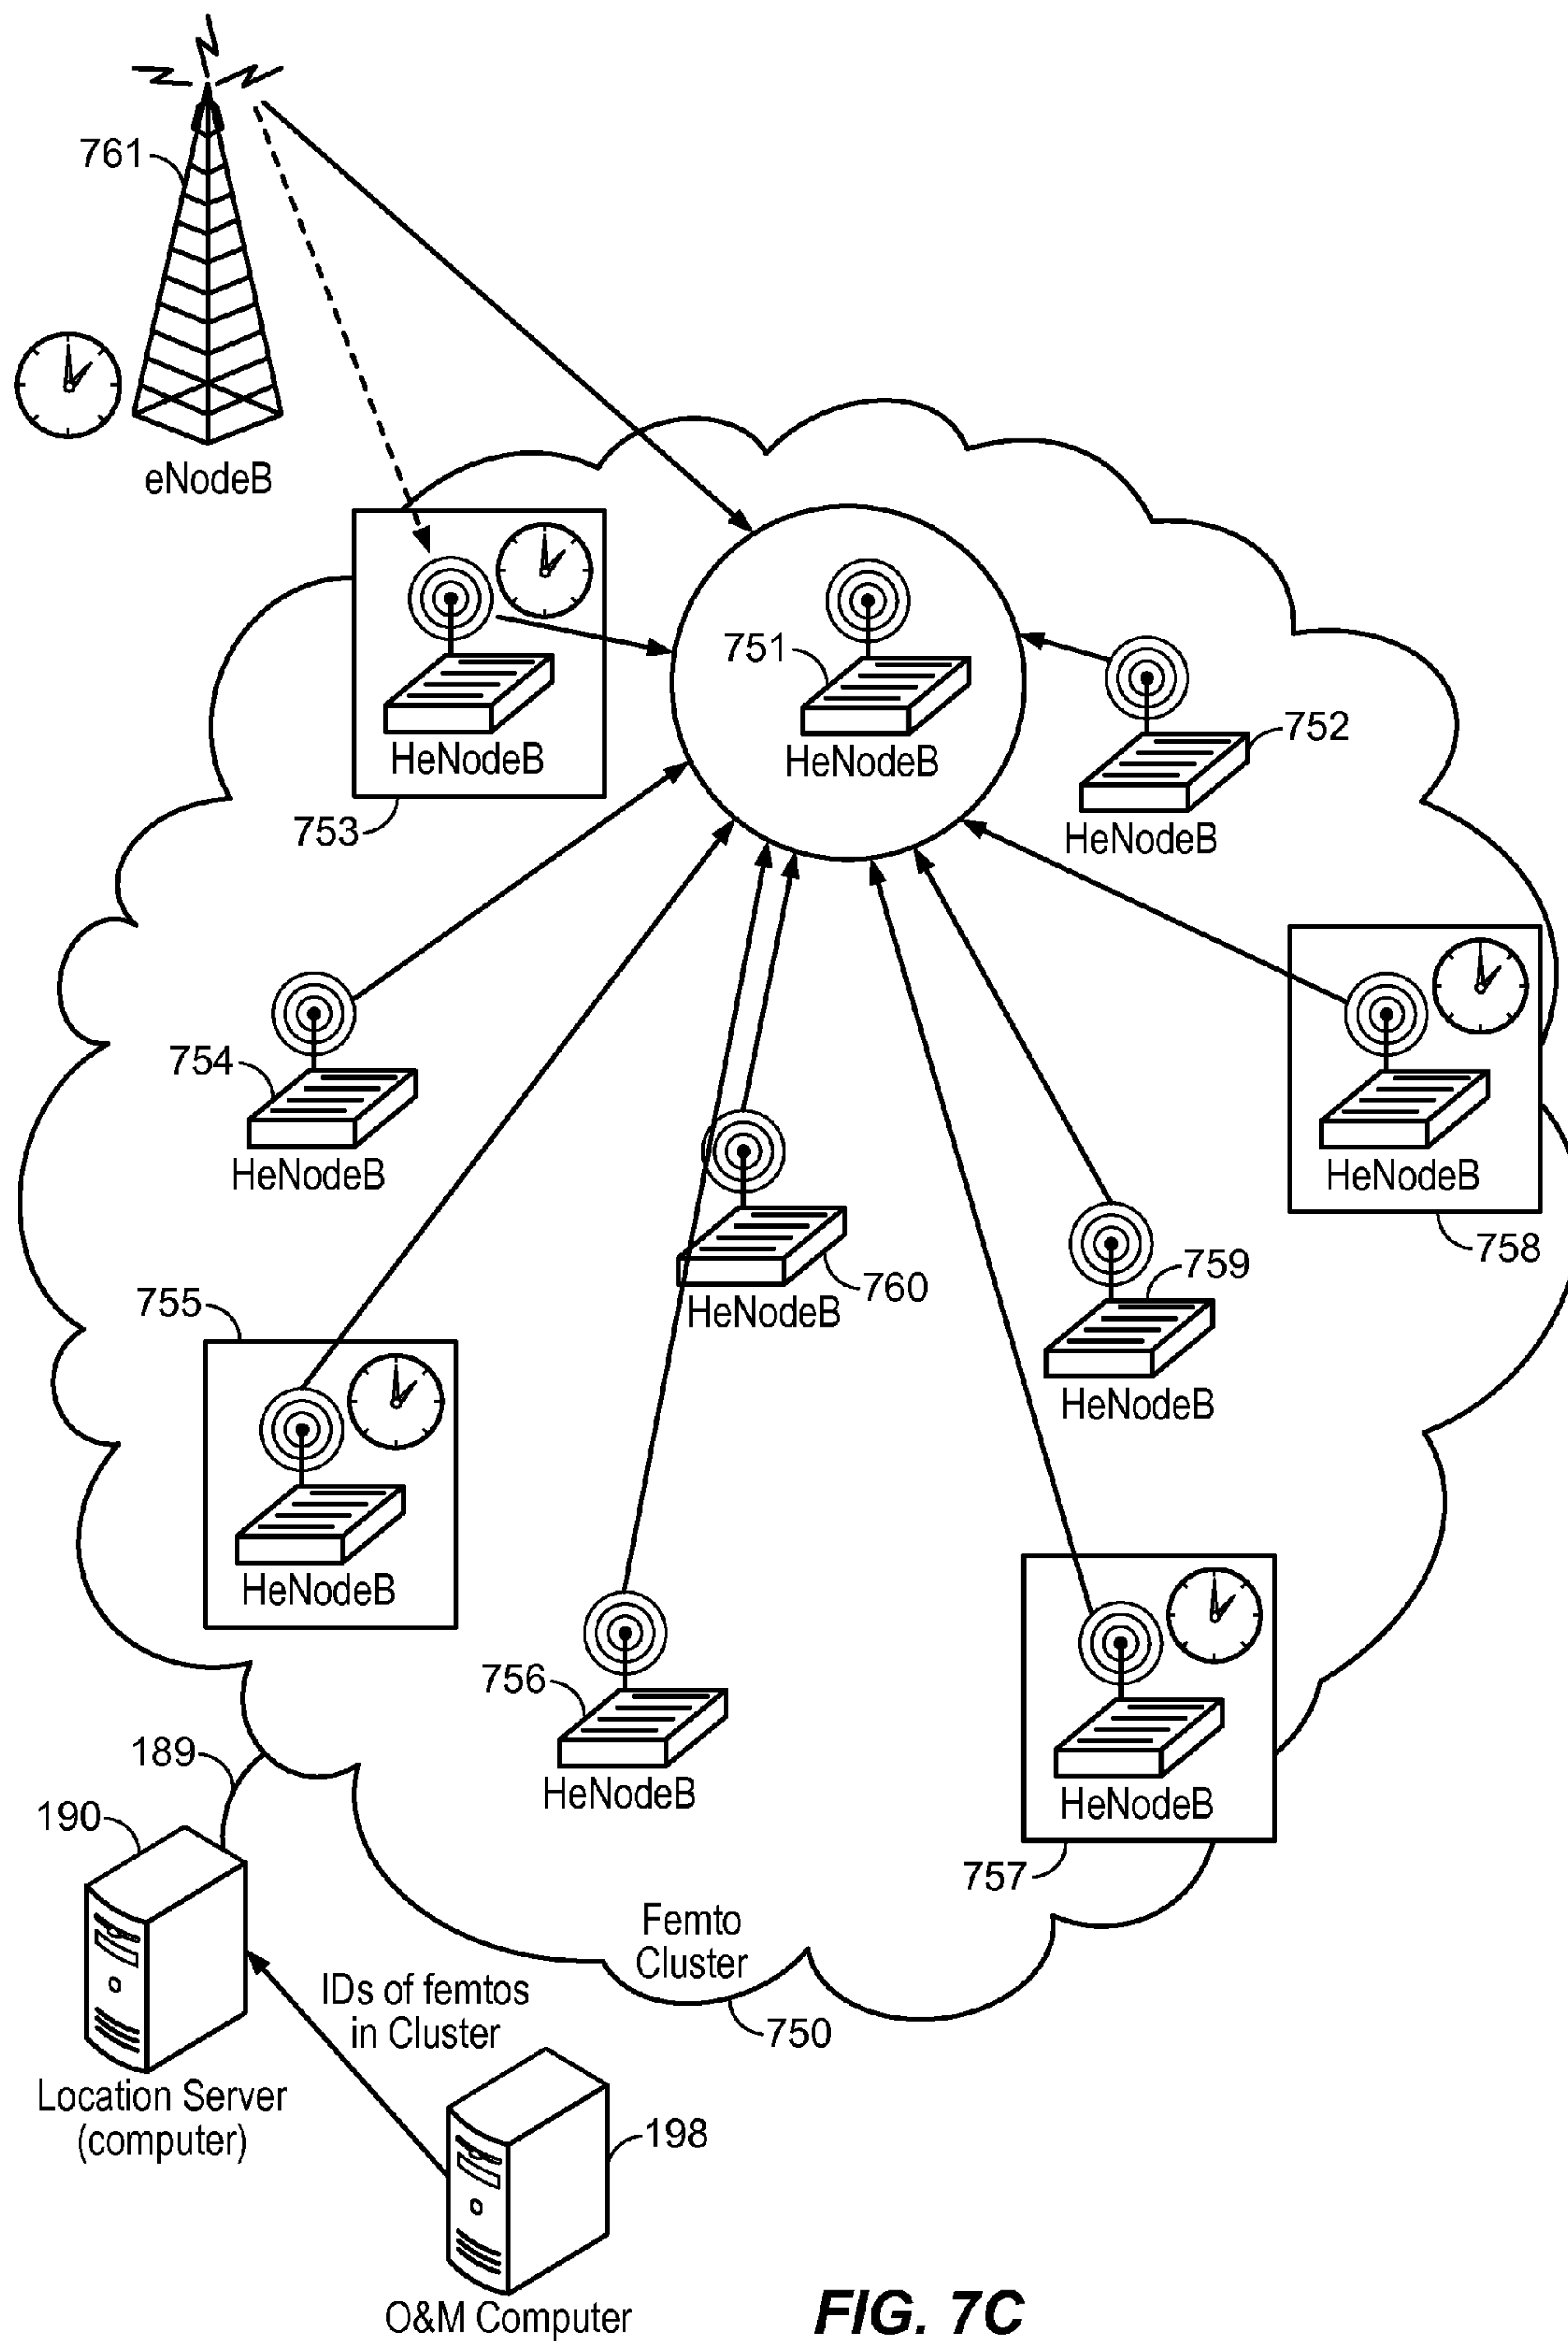 761
eNodeB
751
HeNodeB
752
HeNodeB
HeNodeB
753
754
HeNodeB
HeNodeB
758
760
HeNodeB
759
HeNodeB
755
HeNodeB
756
HeNodeB
HeNodeB
757
189
190
Femto
Cluster
750
IDs of femtos
in Cluster
Location Server
(computer)
198
O&M Computer
FIG. 7C